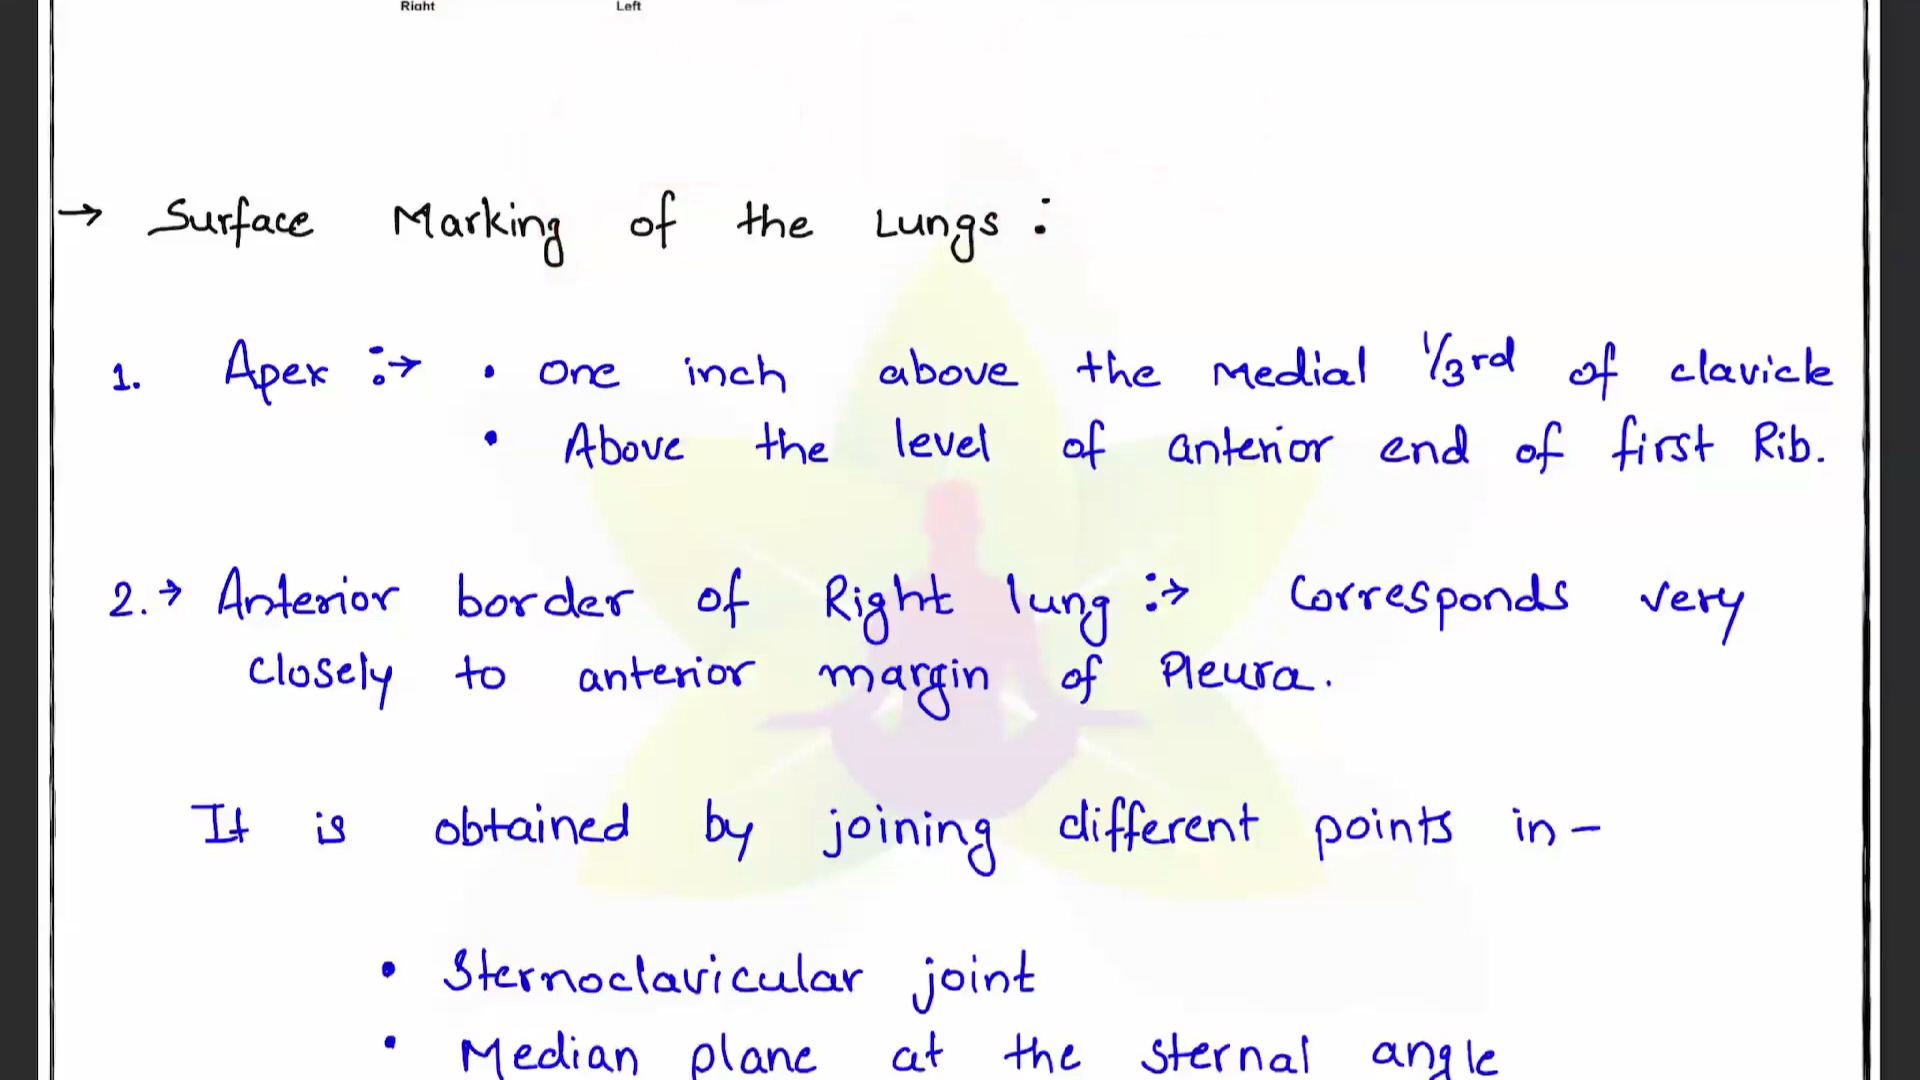 Right Left
→ Surface Marking of the Lungs :
1. Apex :→ • One inch above the Medial 1/3rd of clavicle
• Above the level of anterior end of first Rib.
2.→ Anterior border of Right lung :→ Corresponds very
closely to anterior margin of Pleura.
It is obtained by joining different points in-
• Sternoclavicular joint
• Median plane at the sternal angle